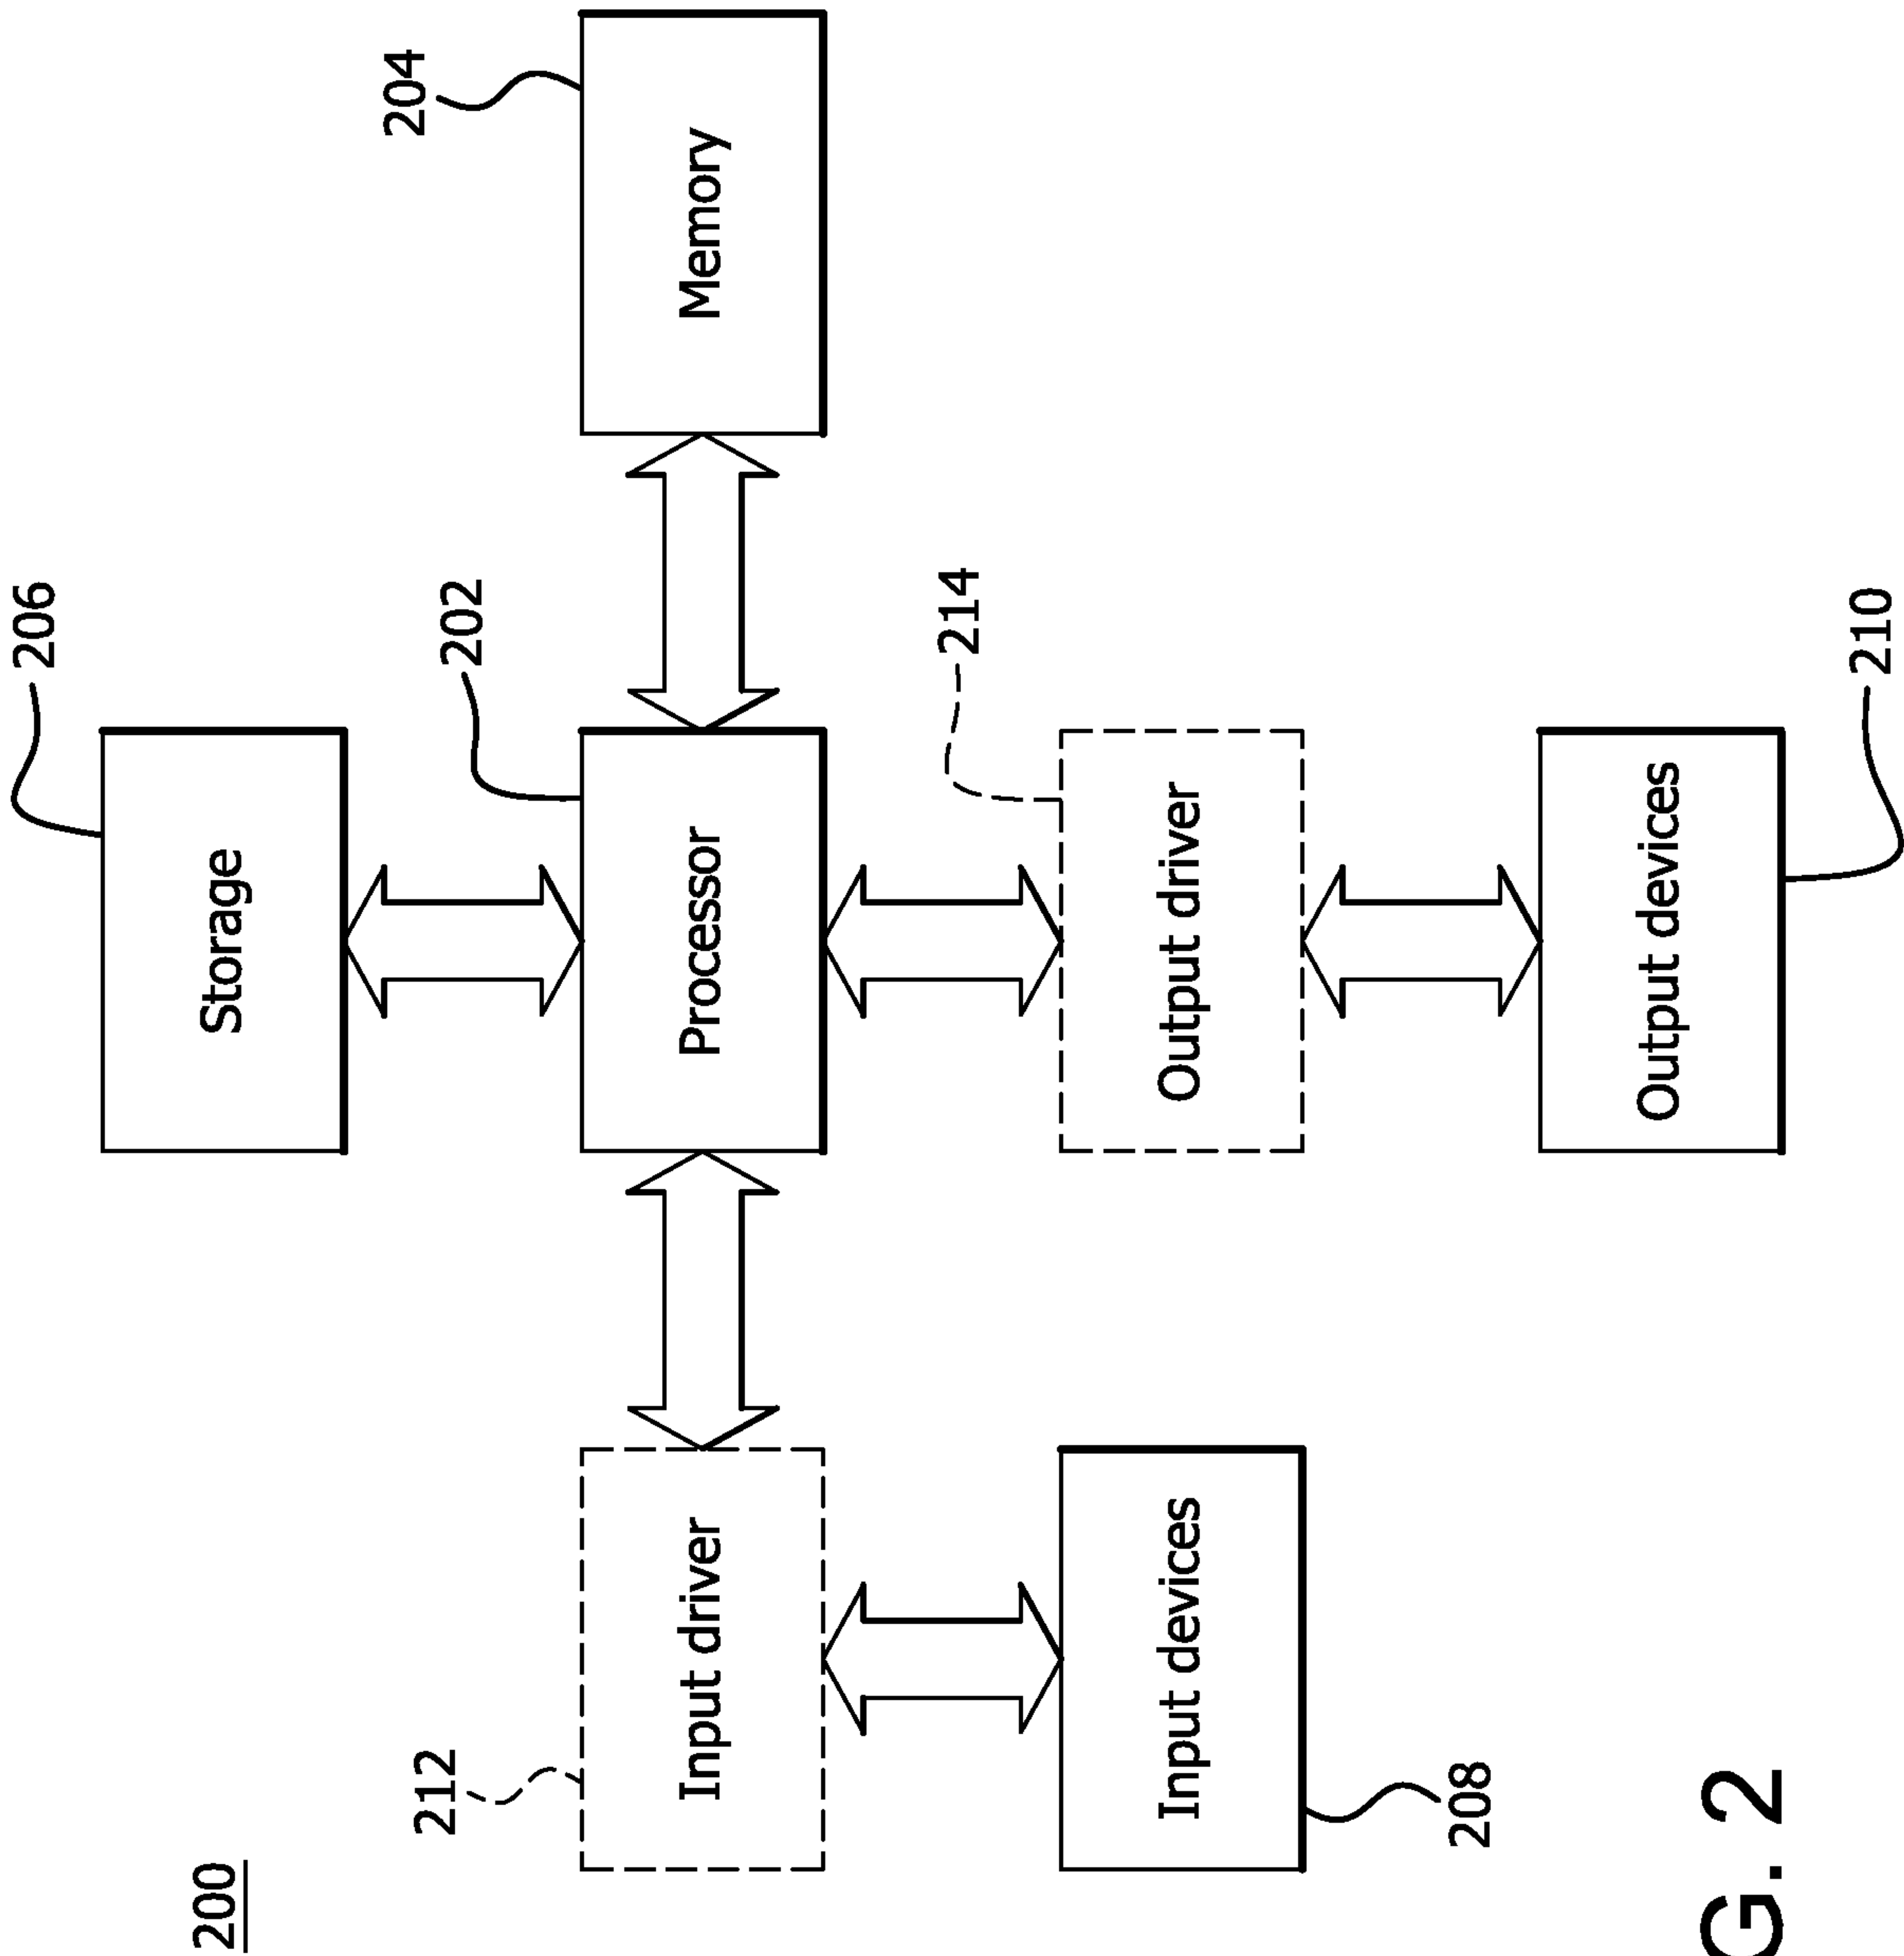 200
206
Storage
212
202
204
Input driver
Processor
Memory
214
Input devices
Output driver
208
Output devices
210
G. 2